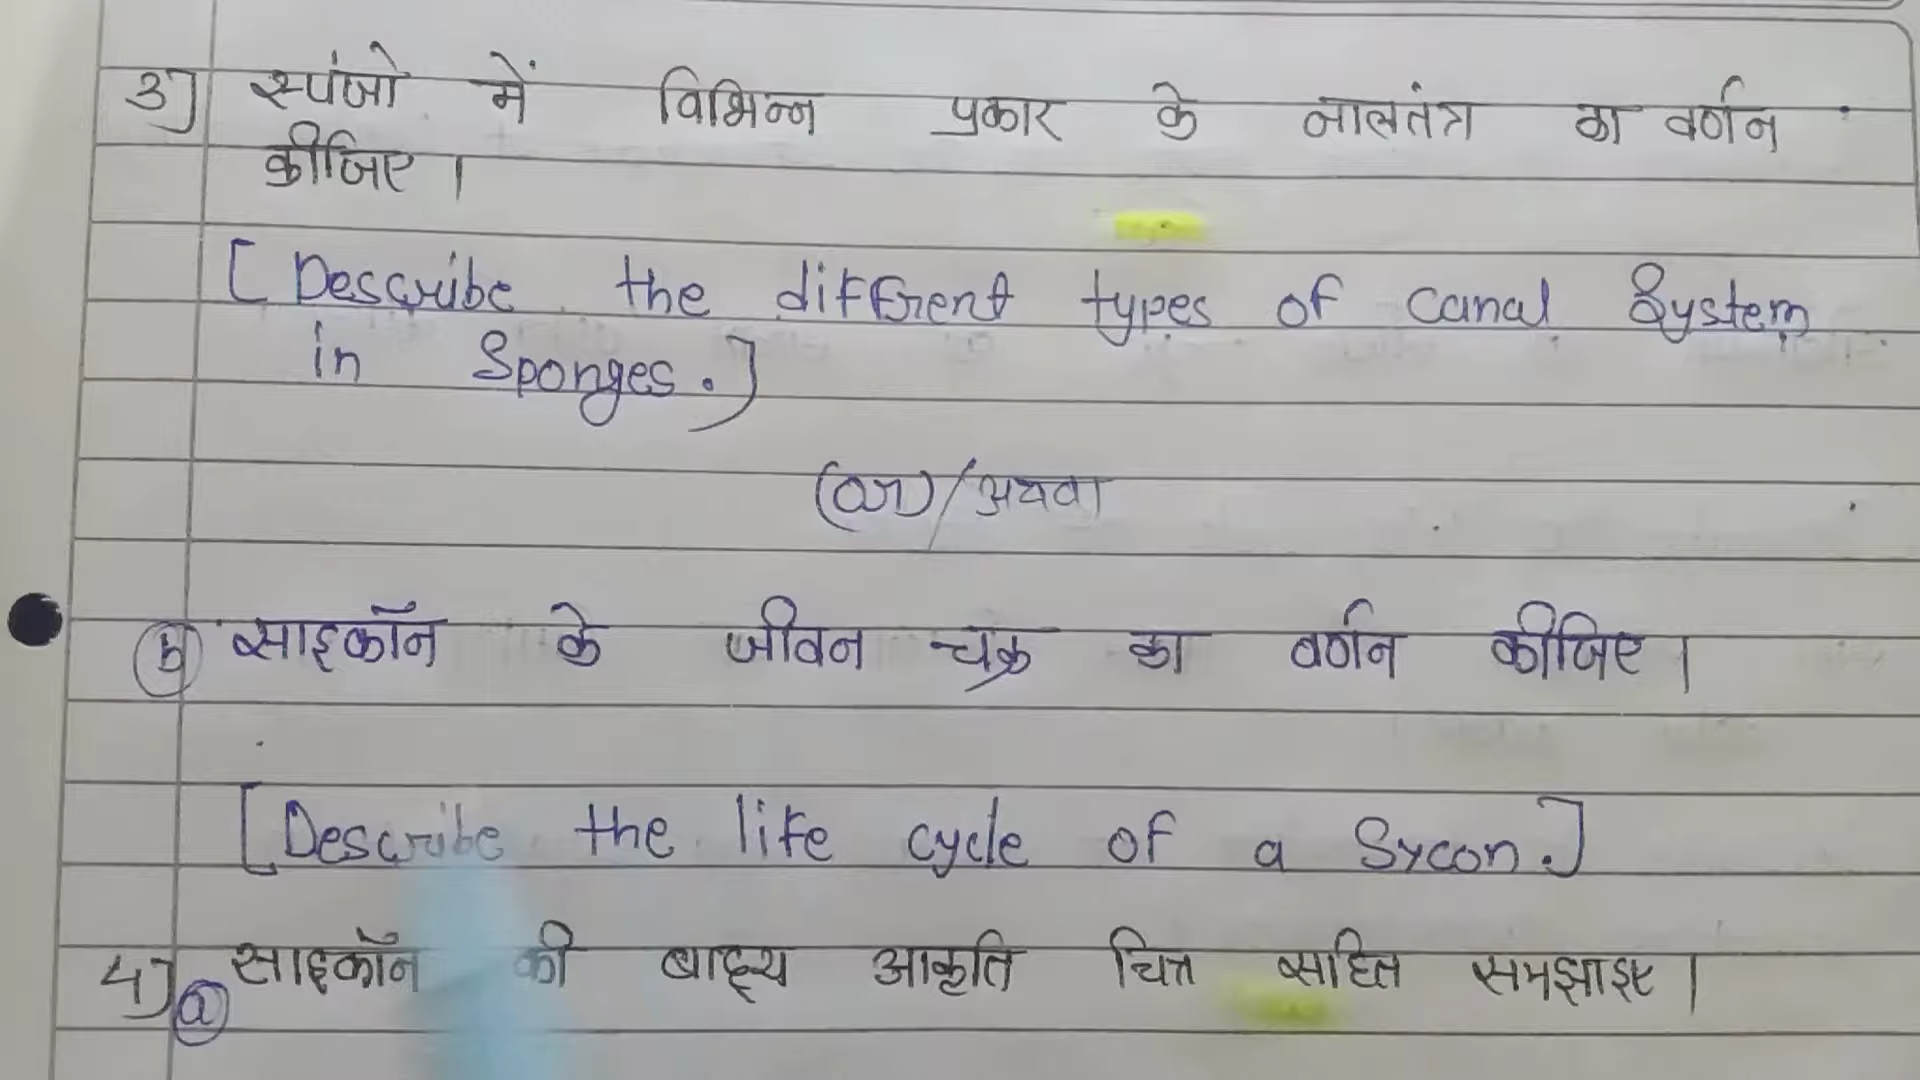 3] स्पंजो में विभिन्न प्रकार के नालतंत्र का वर्णन
कीजिए ।
[ Describe the different types of canal System
in Sponges.]
(or)/अथवा
(b) साइकॉन के जीवन चक्र का वर्णन कीजिए ।
[Describe the life cycle of a Sycon.]
4] (a) साइकॉन की बाह्य आकृति चित्र सहित समझाइए ।